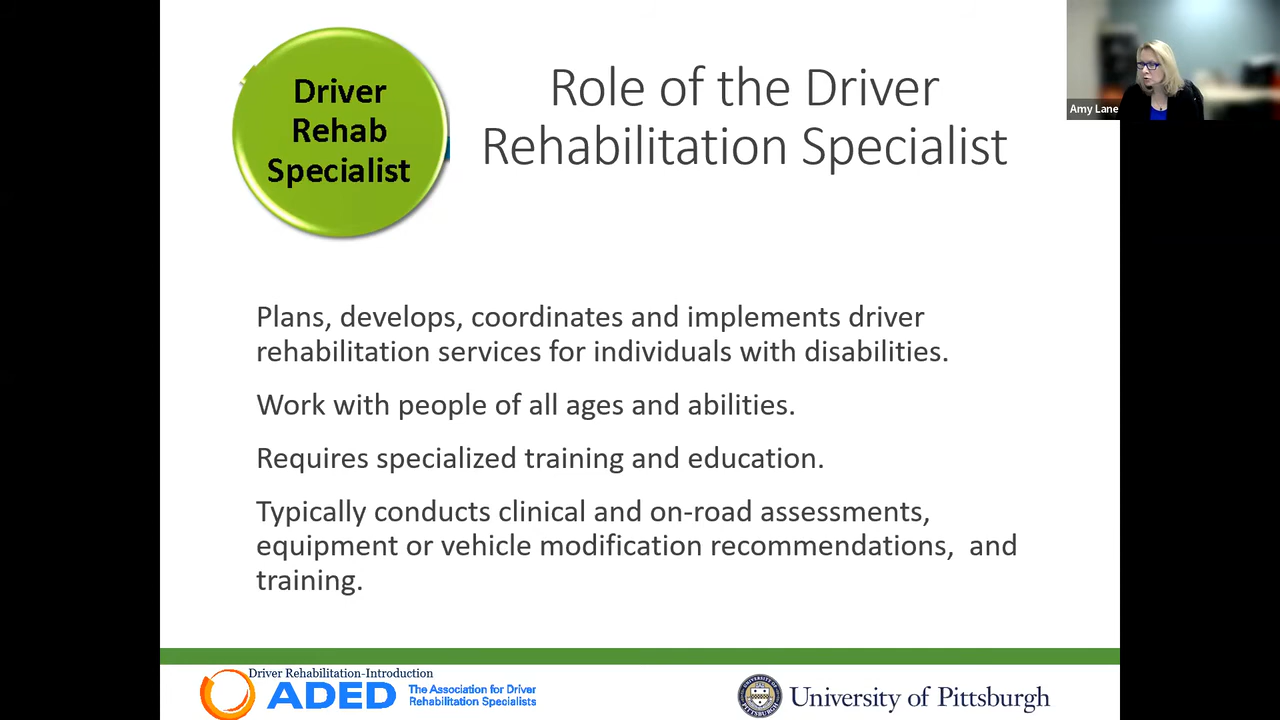 Driver
Rehab
Specialist
Role of the Driver
Rehabilitation Specialist
Amy Lane
Plans, develops, coordinates and implements driver
rehabilitation services for individuals with disabilities.
Work with people of all ages and abilities.
Requires specialized training and education.
Typically conducts clinical and on-road assessments,
equipment or vehicle modification recommendations,  and
training.
Driver Rehabilitation-Introduction
ADED
The Association for Driver
Rehabilitation Specialists
University of Pittsburgh